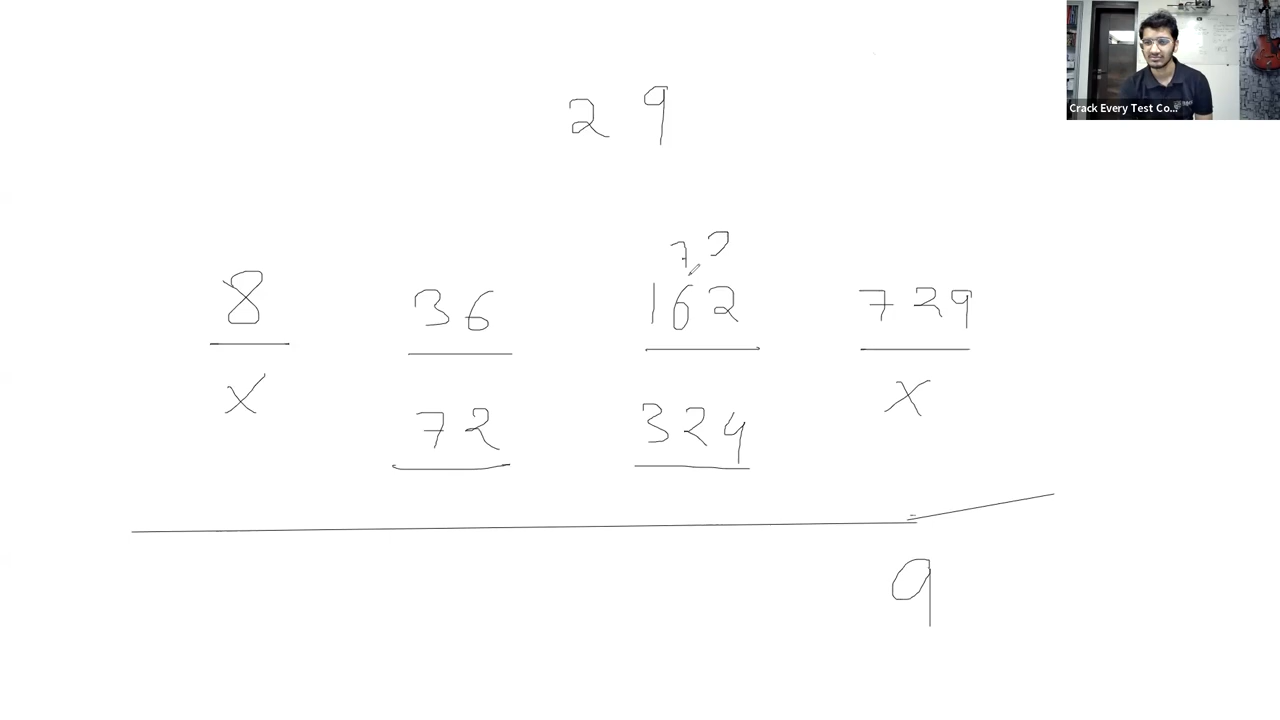 29
72
8 36 162 729
X 72 324 X
9
Crack Every Test Co...